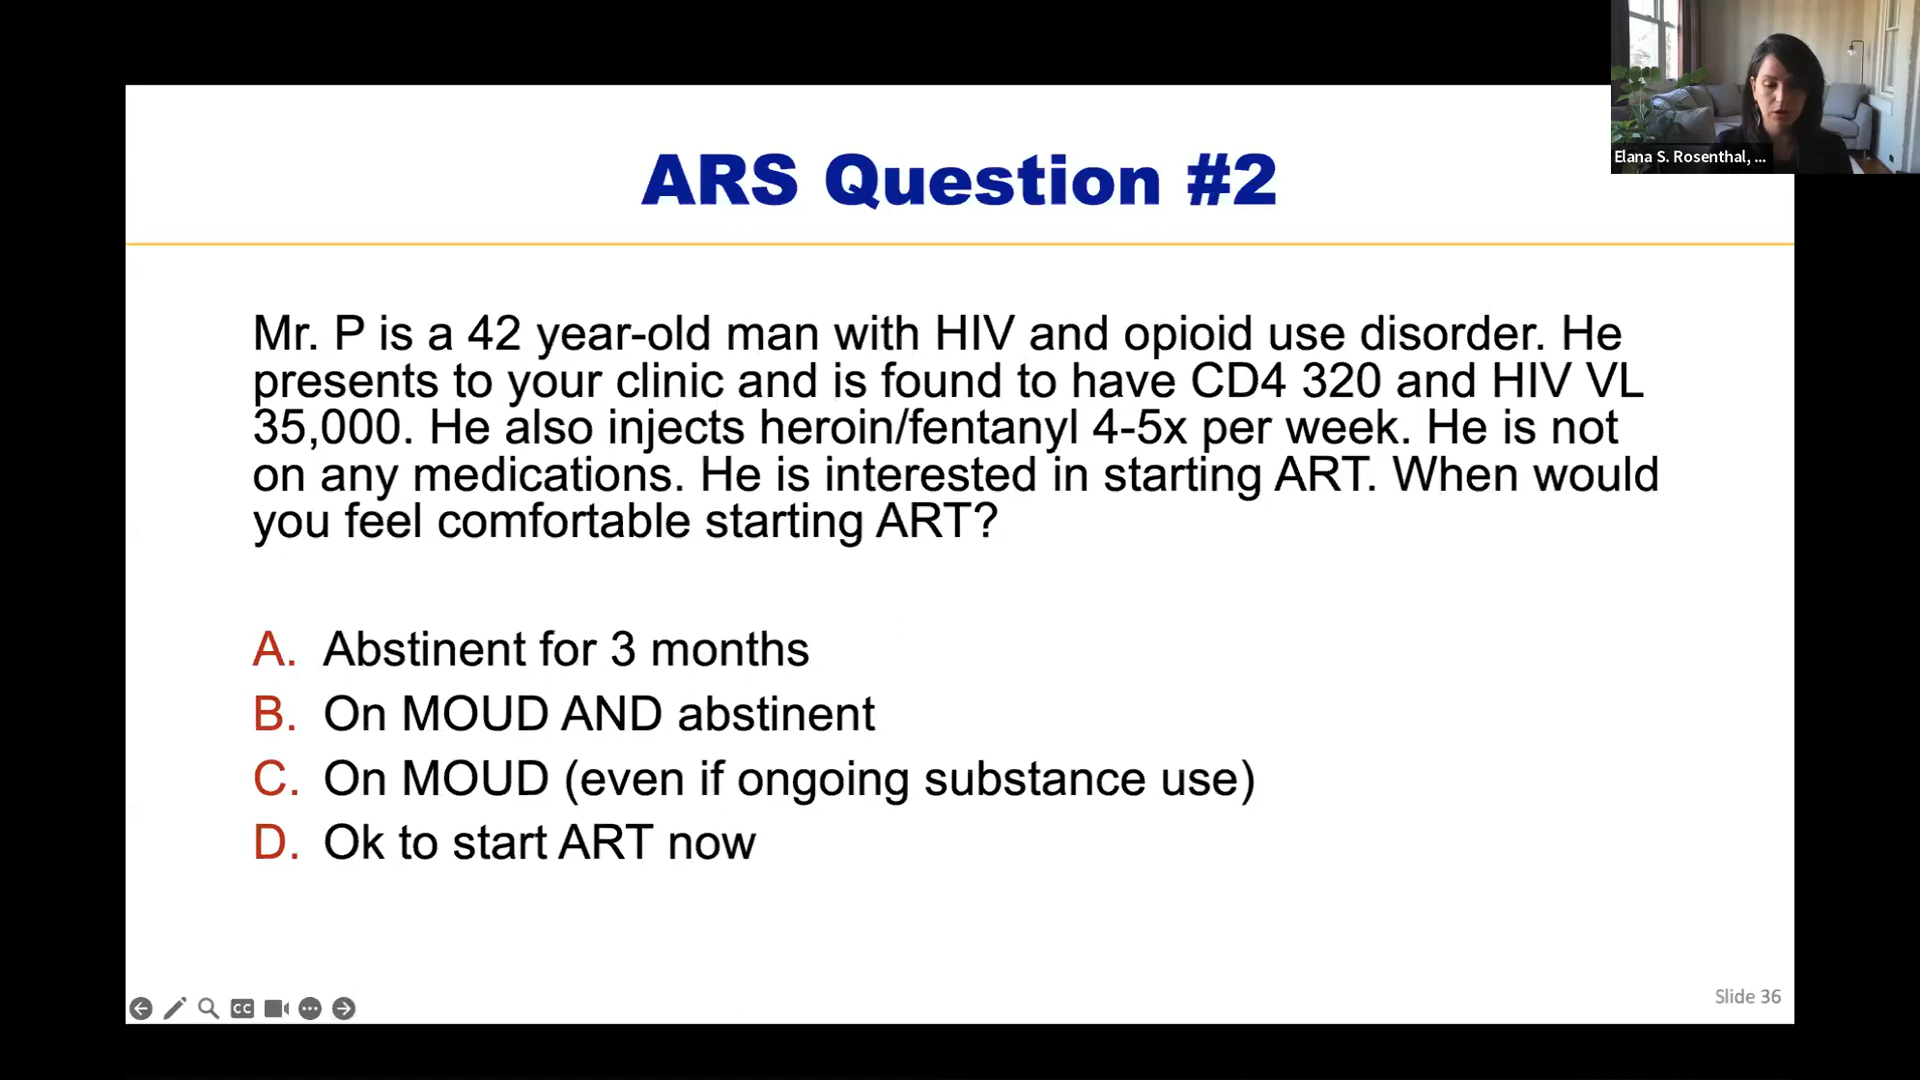 Elana S. Rosenthal, ...
ARS Question #2
Mr. P is a 42 year-old man with HIV and opioid use disorder. He
presents to your clinic and is found to have CD4 320 and HIV VL
35,000. He also injects heroin/fentanyl 4-5x per week. He is not
on any medications. He is interested in starting ART. When would
you feel comfortable starting ART?
A. Abstinent for 3 months
B. On MOUD AND abstinent
C. On MOUD (even if ongoing substance use)
D. Ok to start ART now
CC
Slide 36